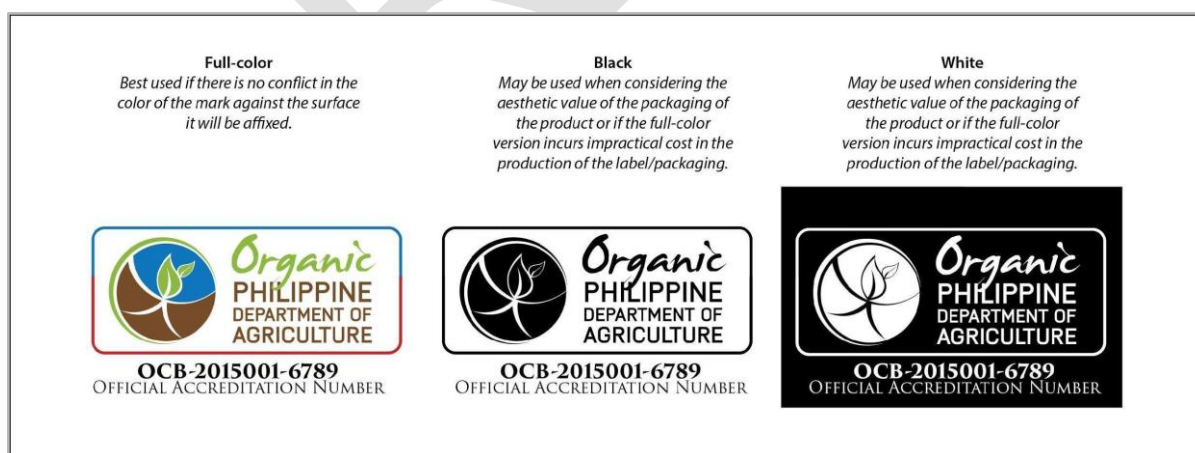 Full-color
Best used if there is no conflict in the
color of the mark against the surface
it will be affixed.
Black
May be used when considering the
aesthetic value of the packaging of
the product or if the full-color
version incurs impractical cost in the
production of the label/packaging.
White
May be used when considering the
aesthetic value of the packaging of
the product or if the full-color
version incurs impractical cost in the
production of the label/packaging.
Organic
PHILIPPINE
DEPARTMENT OF
AGRICULTURE
OCB-2015001-6789
OFFICIAL ACCREDITATION NUMBER
Organic
PHILIPPINE
DEPARTMENT OF
AGRICULTURE
OCB-2015001-6789
OFFICIAL ACCREDITATION NUMBER
Organic
PHILIPPINE
DEPARTMENT OF
AGRICULTURE
OCB-2015001-6789
OFFICIAL ACCREDITATION NUMBER